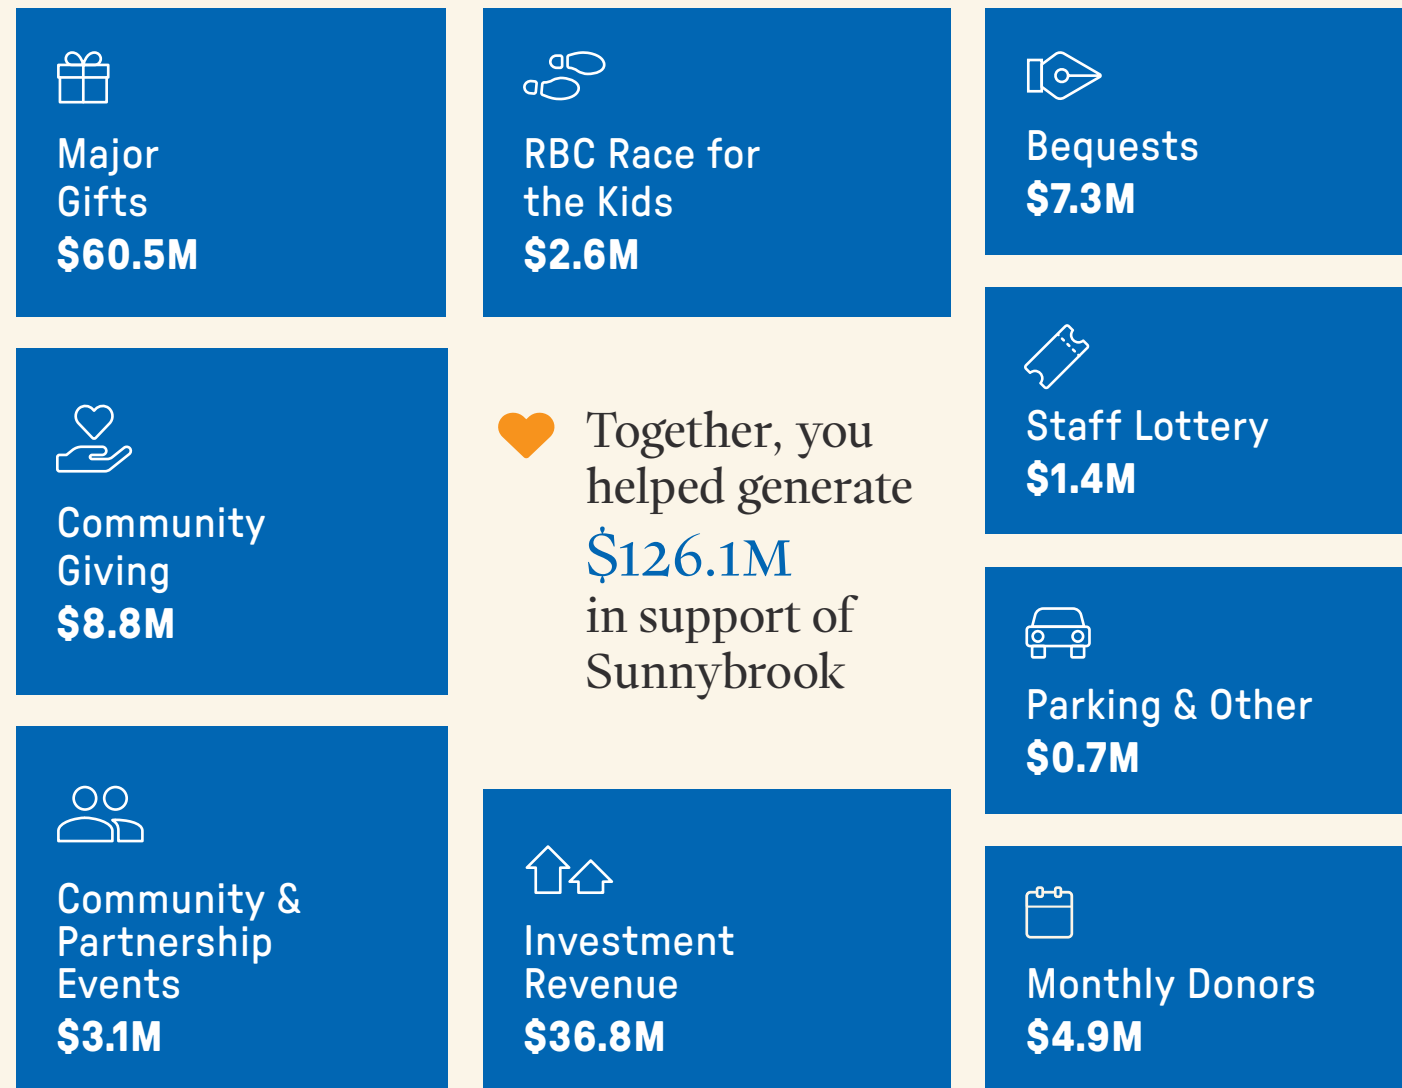 Major
Gifts
$60.5M
RBC Race for
the Kids
$2.6M
Bequests
$7.3M
Community
Giving
$8.8M
Together, you
helped generate
$126.1M
in support of
Sunnybrook
Staff Lottery
$1.4M
Parking & Other
$0.7M
Community &
Partnership
Events
$3.1M
Investment
Revenue
$36.8M
Monthly Donors
$4.9M